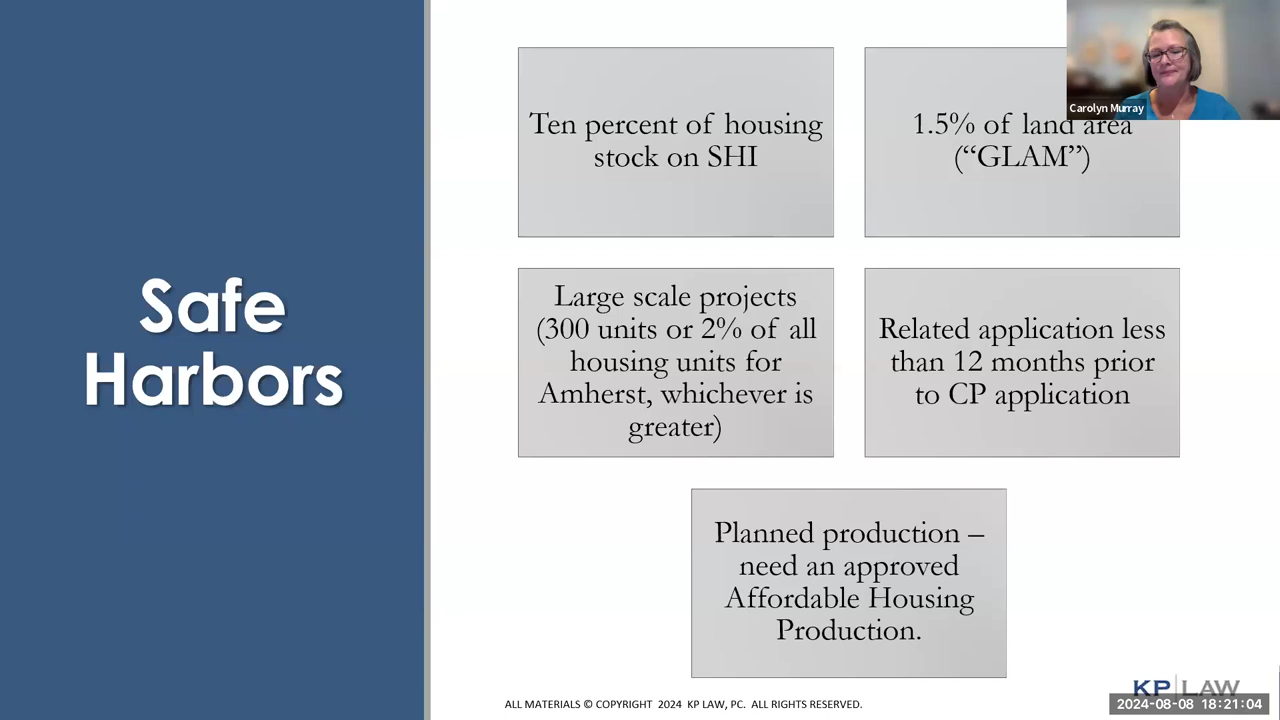 Safe
Harbors
Ten percent of housing
stock on SHI
1.5% of land area
(“GLAM”)
Carolyn Murray
Large scale projects
(300 units or 2% of all
housing units for
Amherst, whichever is
greater)
Related application less
than 12 months prior
to CP application
Planned production –
need an approved
Affordable Housing
Production.
ALL MATERIALS © COPYRIGHT 2024 KP LAW, PC. ALL RIGHTS RESERVED.
KP LAW
2024-08-08 18:21:04